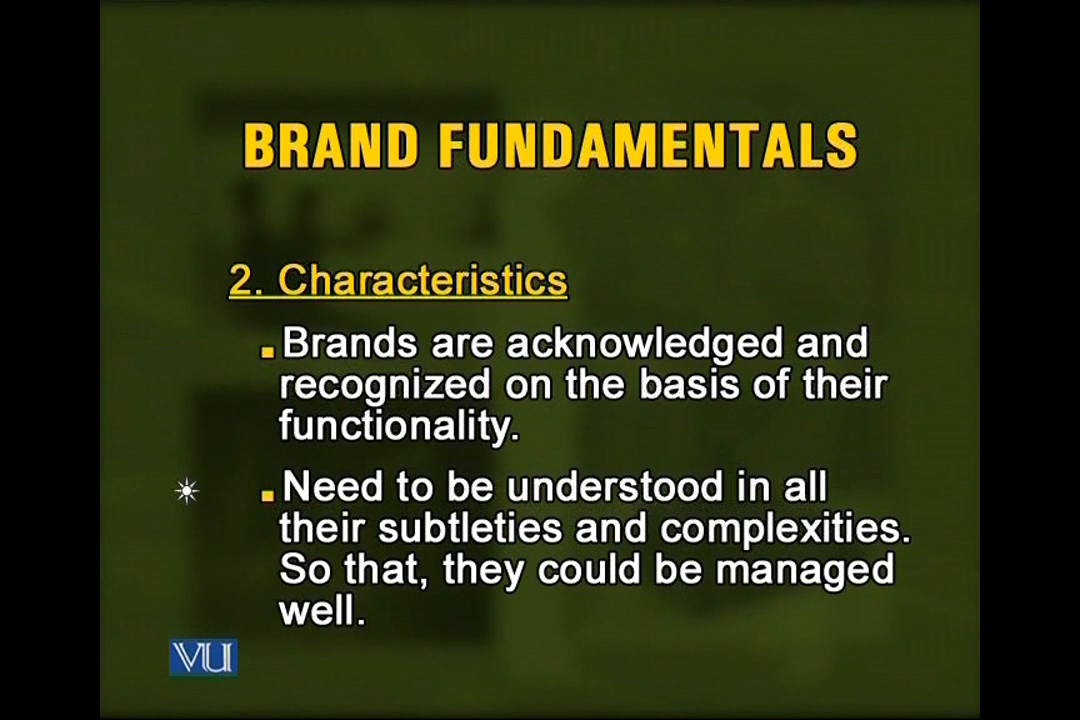 BRAND FUNDAMENTALS
2. Characteristics
Brands are acknowledged and
recognized on the basis of their
functionality.
Need to be understood in all
their subtleties and complexities.
So that, they could be managed
well.
VU